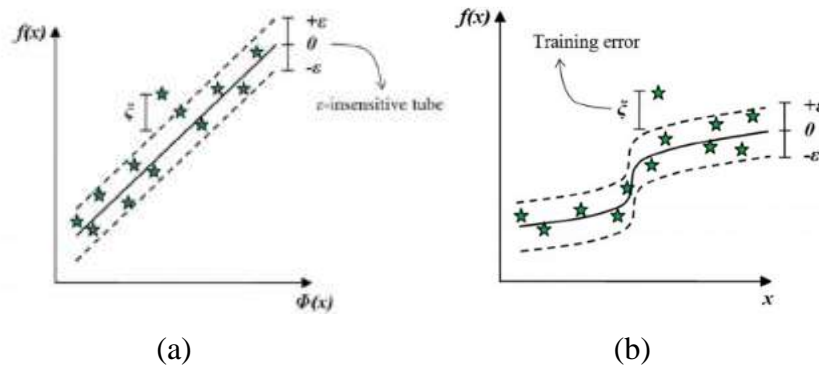 f(x)
+ε
0
-ε
ε-insensitive tube
ξ
Φ(x)
(a)
f(x)
Training error
ξ
+ε
0
-ε
x
(b)